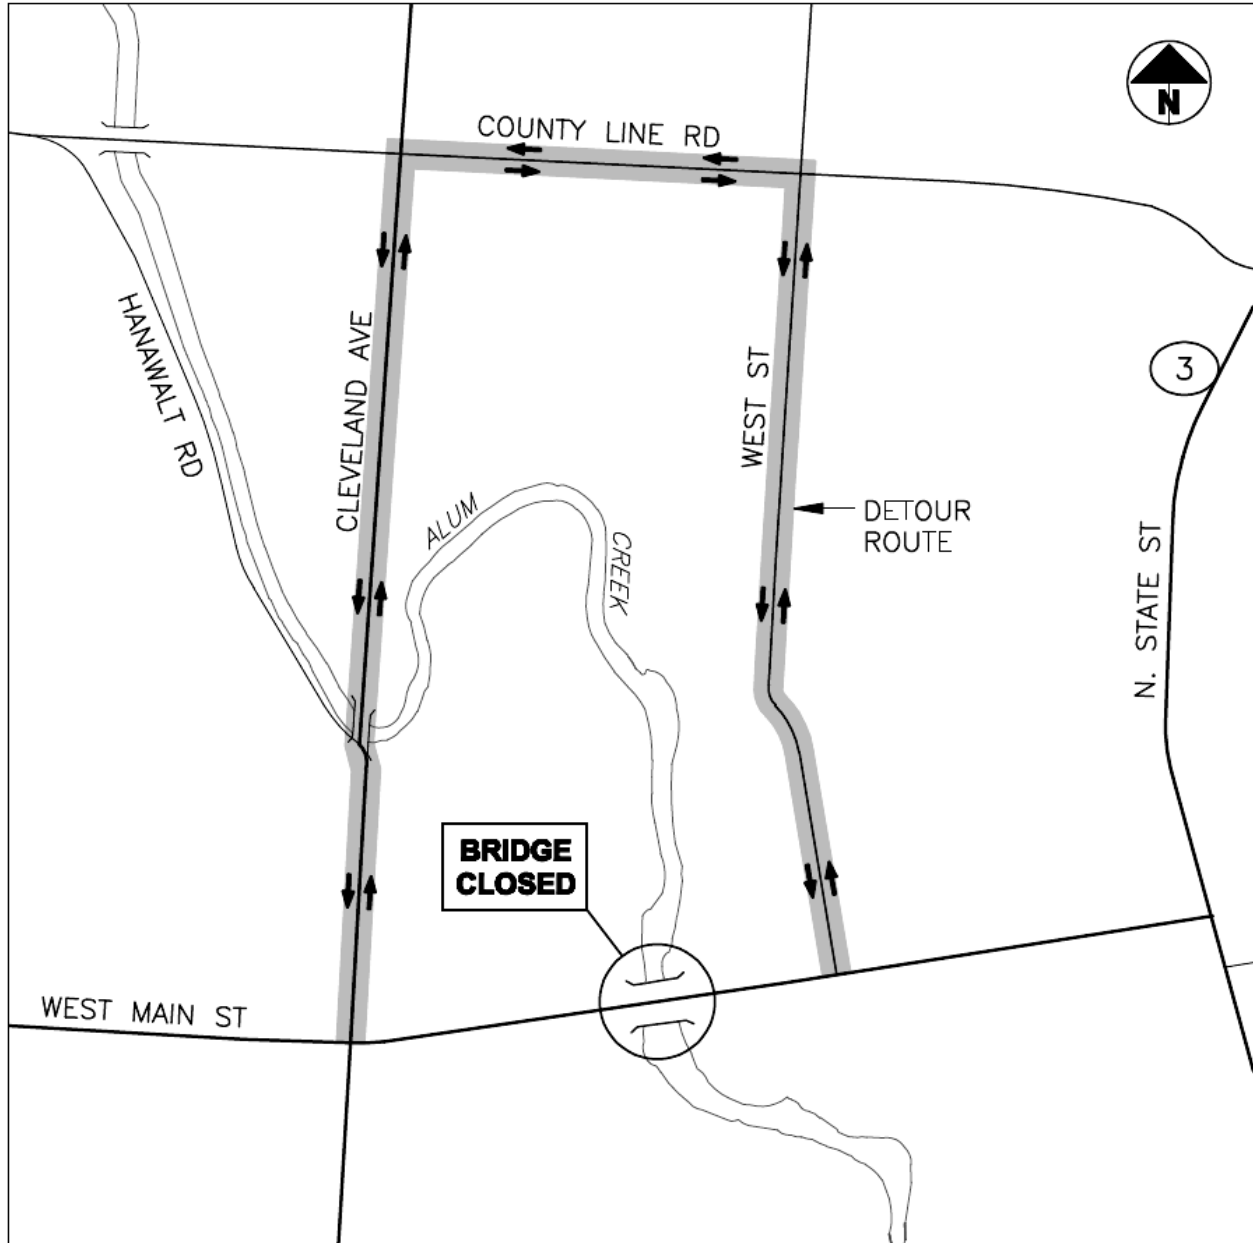 N
COUNTY LINE RD
HANAWALT RD
CLEVELAND AVE
WEST ST
3
ALUM
CREEK
DETOUR
ROUTE
N. STATE ST
BRIDGE
CLOSED
WEST MAIN ST